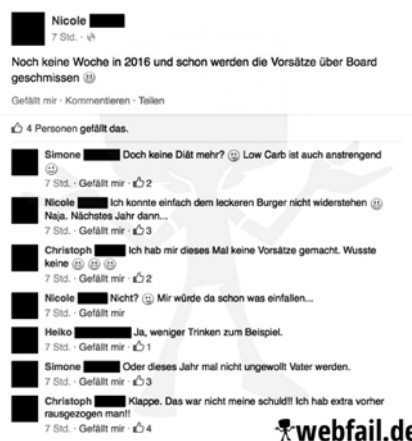 Nicole
7 Std. ·
Noch keine Woche in 2016 und schon werden die Vorsätze über Board
geschmissen
Gefällt mir · Kommentieren · Teilen
4 Personen gefällt das.
Simone Doch keine Diät mehr? Low Carb ist auch anstrengend
7 Std. · Gefällt mir · 2
Nicole Ich konnte einfach dem leckeren Burger nicht widerstehen
Naja. Nächstes Jahr dann...
7 Std. · Gefällt mir · 3
Christoph Ich hab mir dieses Mal keine Vorsätze gemacht. Wusste
keine
7 Std. · Gefällt mir · 2
Nicole Nicht? Mir würde da schon was einfallen...
7 Std. · Gefällt mir
Heiko Ja, weniger Trinken zum Beispiel.
7 Std. · Gefällt mir · 1
Simone Oder dieses Jahr mal nicht ungewollt Vater werden.
7 Std. · Gefällt mir · 3
Christoph Klappe. Das war nicht meine schuld!! Ich hab extra vorher
rausgezogen man!!
7 Std. · Gefällt mir · 4
webfail.de